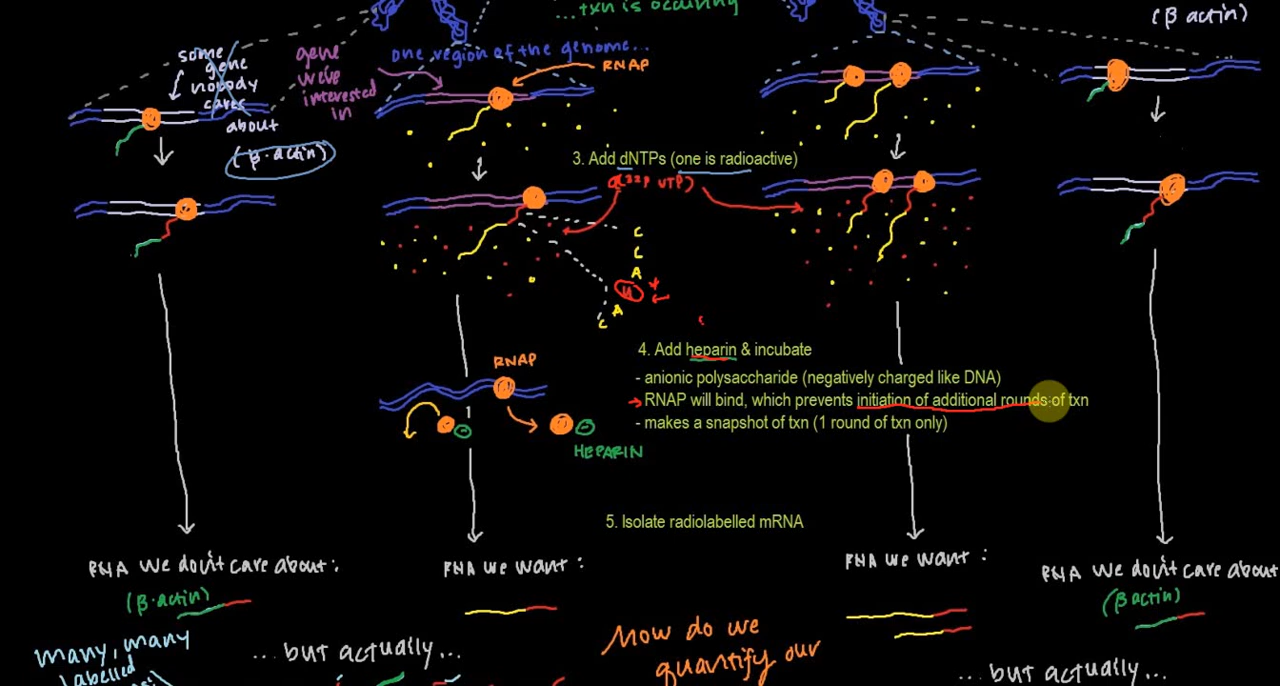 ...txn is occuring
(β actin)
some
gene
nobody
cares
about
(β-actin)
gene
we're
interested
in
one region of the genome...
RNAP
3. Add dNTPs (one is radioactive)
α(32P UTP)
C
C
A
U *
A
C
4. Add heparin & incubate
- anionic polysaccharide (negatively charged like DNA)
→ RNAP will bind, which prevents initiation of additional rounds of txn
- makes a snapshot of txn (1 round of txn only)
RNAP
HEPARIN
5. Isolate radiolabelled mRNA
RNA we don't care about:
(β-actin)
RNA we want:
RNA we want:
RNA we don't care about
(β actin)
many, many
labelled
...but actually...
How do we
quantify our
...but actually...